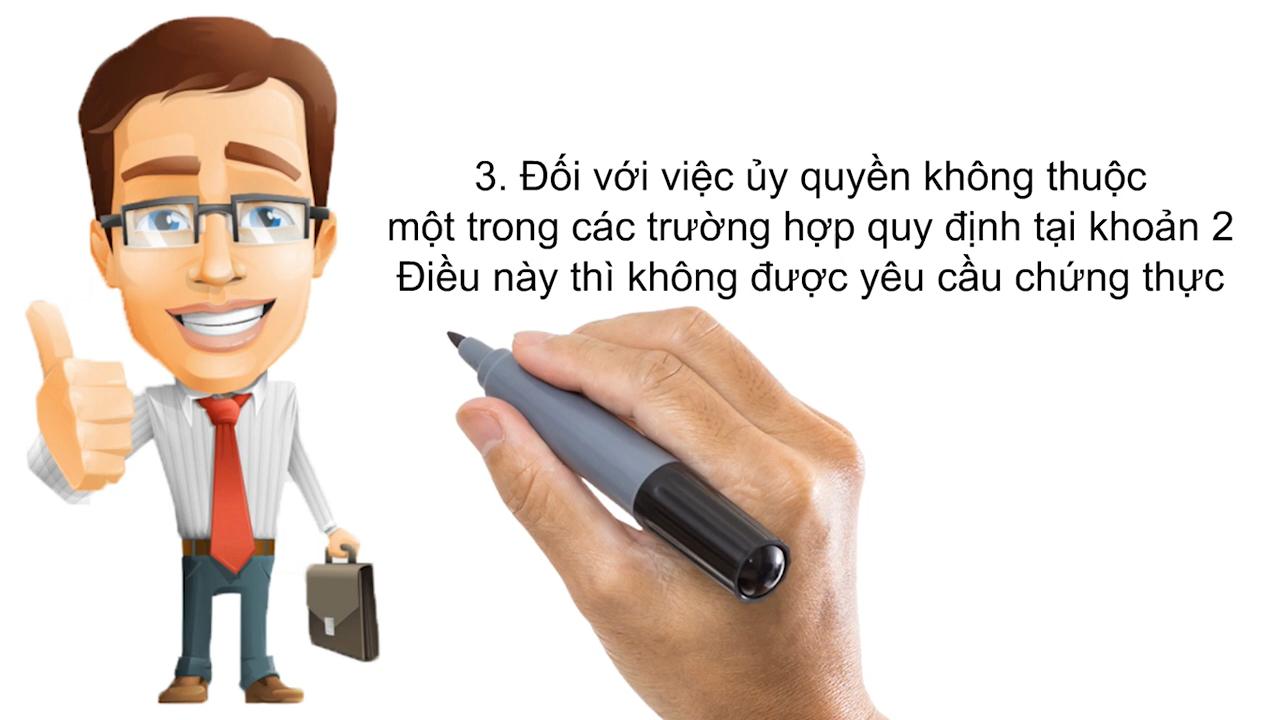 3. Đối với việc ủy quyền không thuộc
một trong các trường hợp quy định tại khoản 2
Điều này thì không được yêu cầu chứng thực